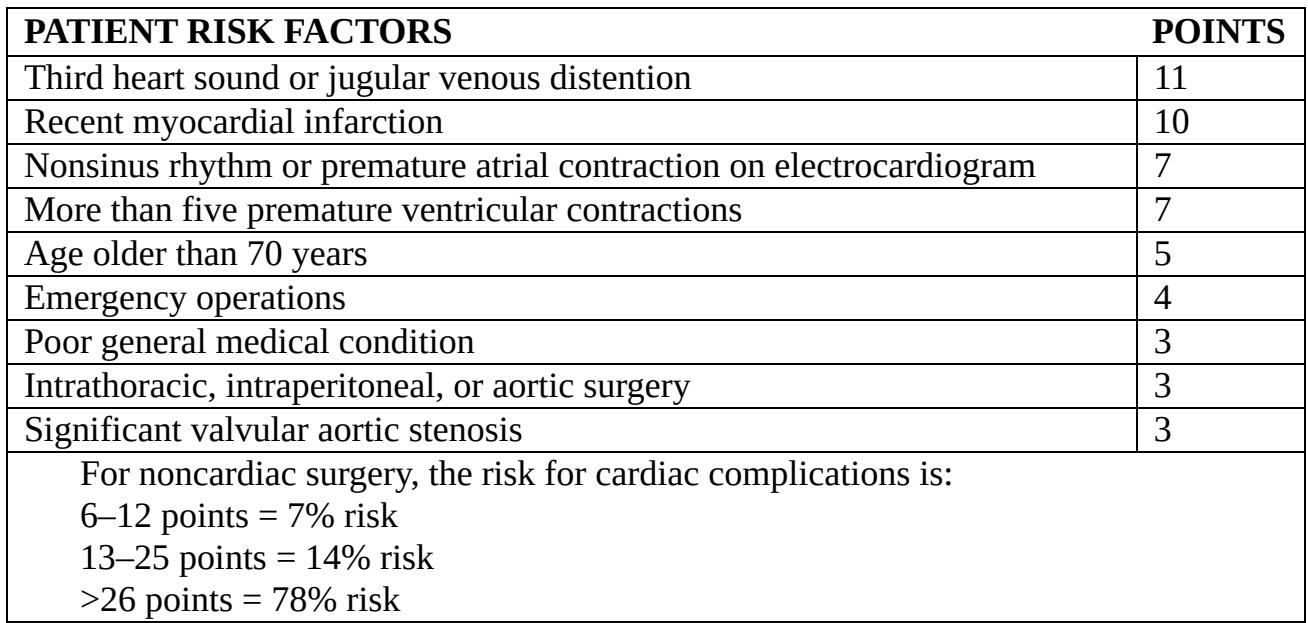 PATIENT RISK FACTORS POINTS
Third heart sound or jugular venous distention 11
Recent myocardial infarction 10
Nonsinus rhythm or premature atrial contraction on electrocardiogram 7
More than five premature ventricular contractions 7
Age older than 70 years 5
Emergency operations 4
Poor general medical condition 3
Intrathoracic, intraperitoneal, or aortic surgery 3
Significant valvular aortic stenosis 3
For noncardiac surgery, the risk for cardiac complications is:
6–12 points = 7% risk
13–25 points = 14% risk
>26 points = 78% risk